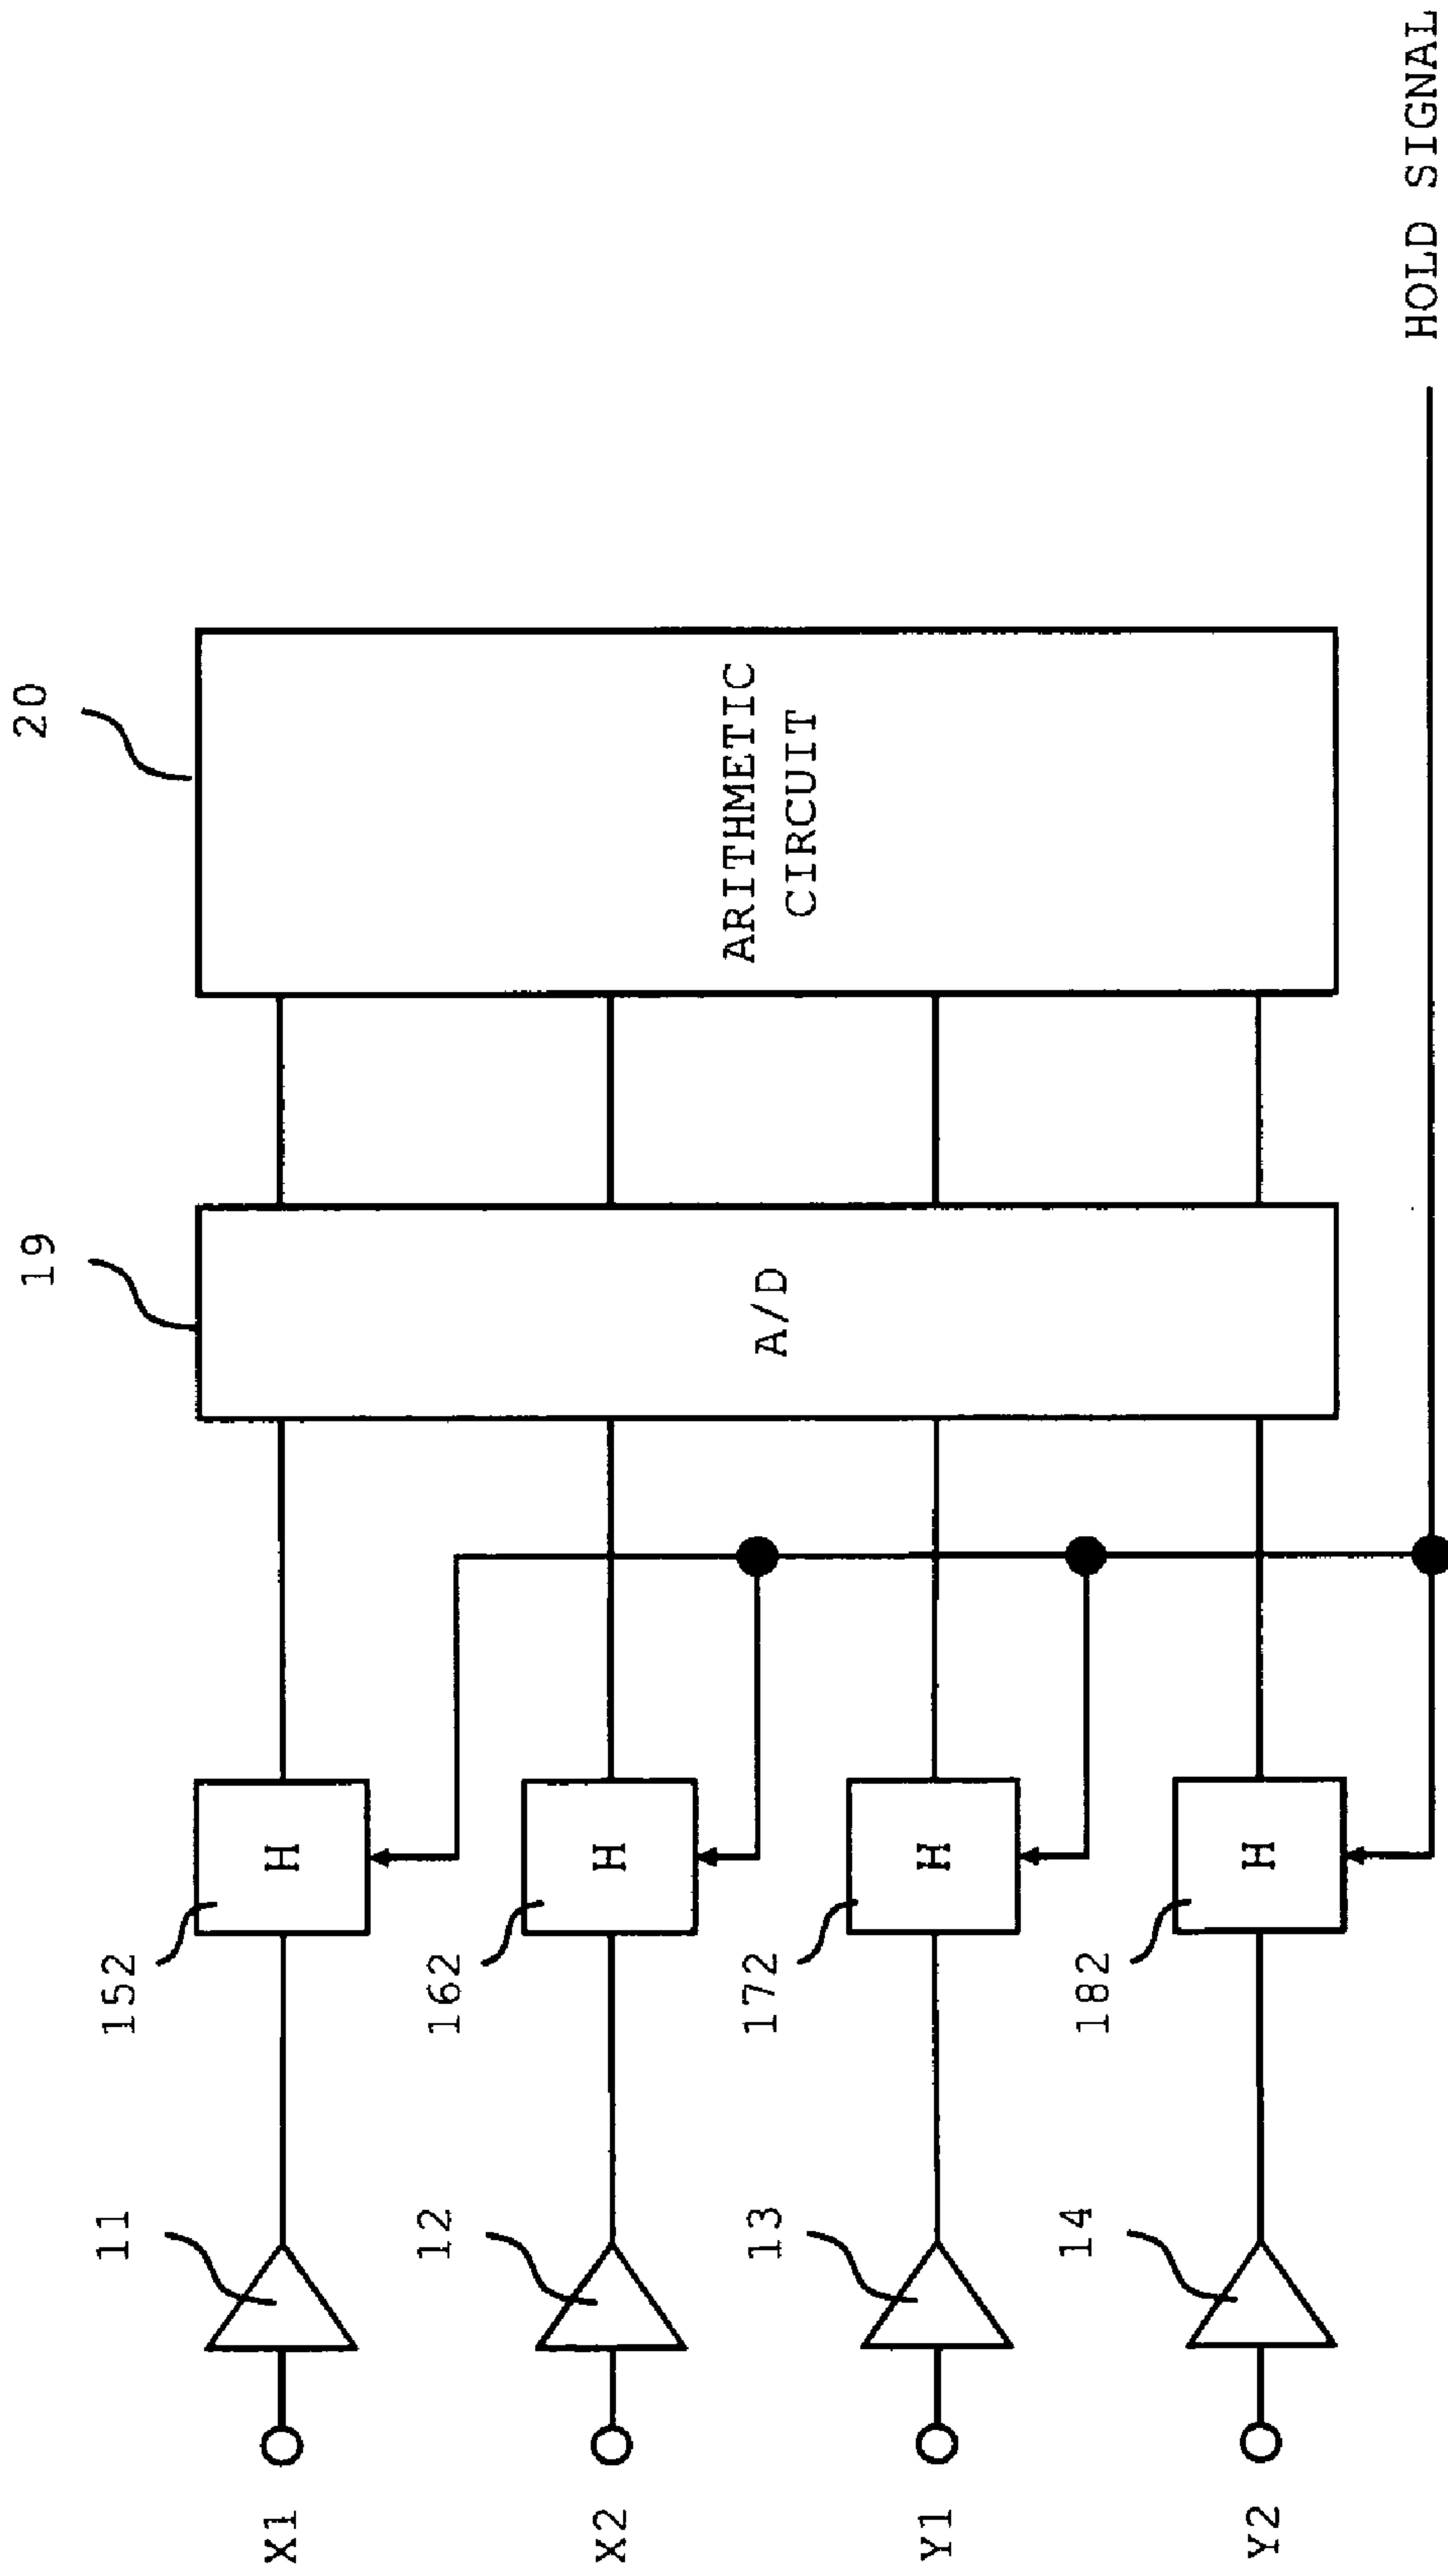 X1
11
152
19
20
X2
12
162
Y1
13
172
Y2
14
182
H
H
H
H
A/D
ARITHMETIC
CIRCUIT
HOLD SIGNAL